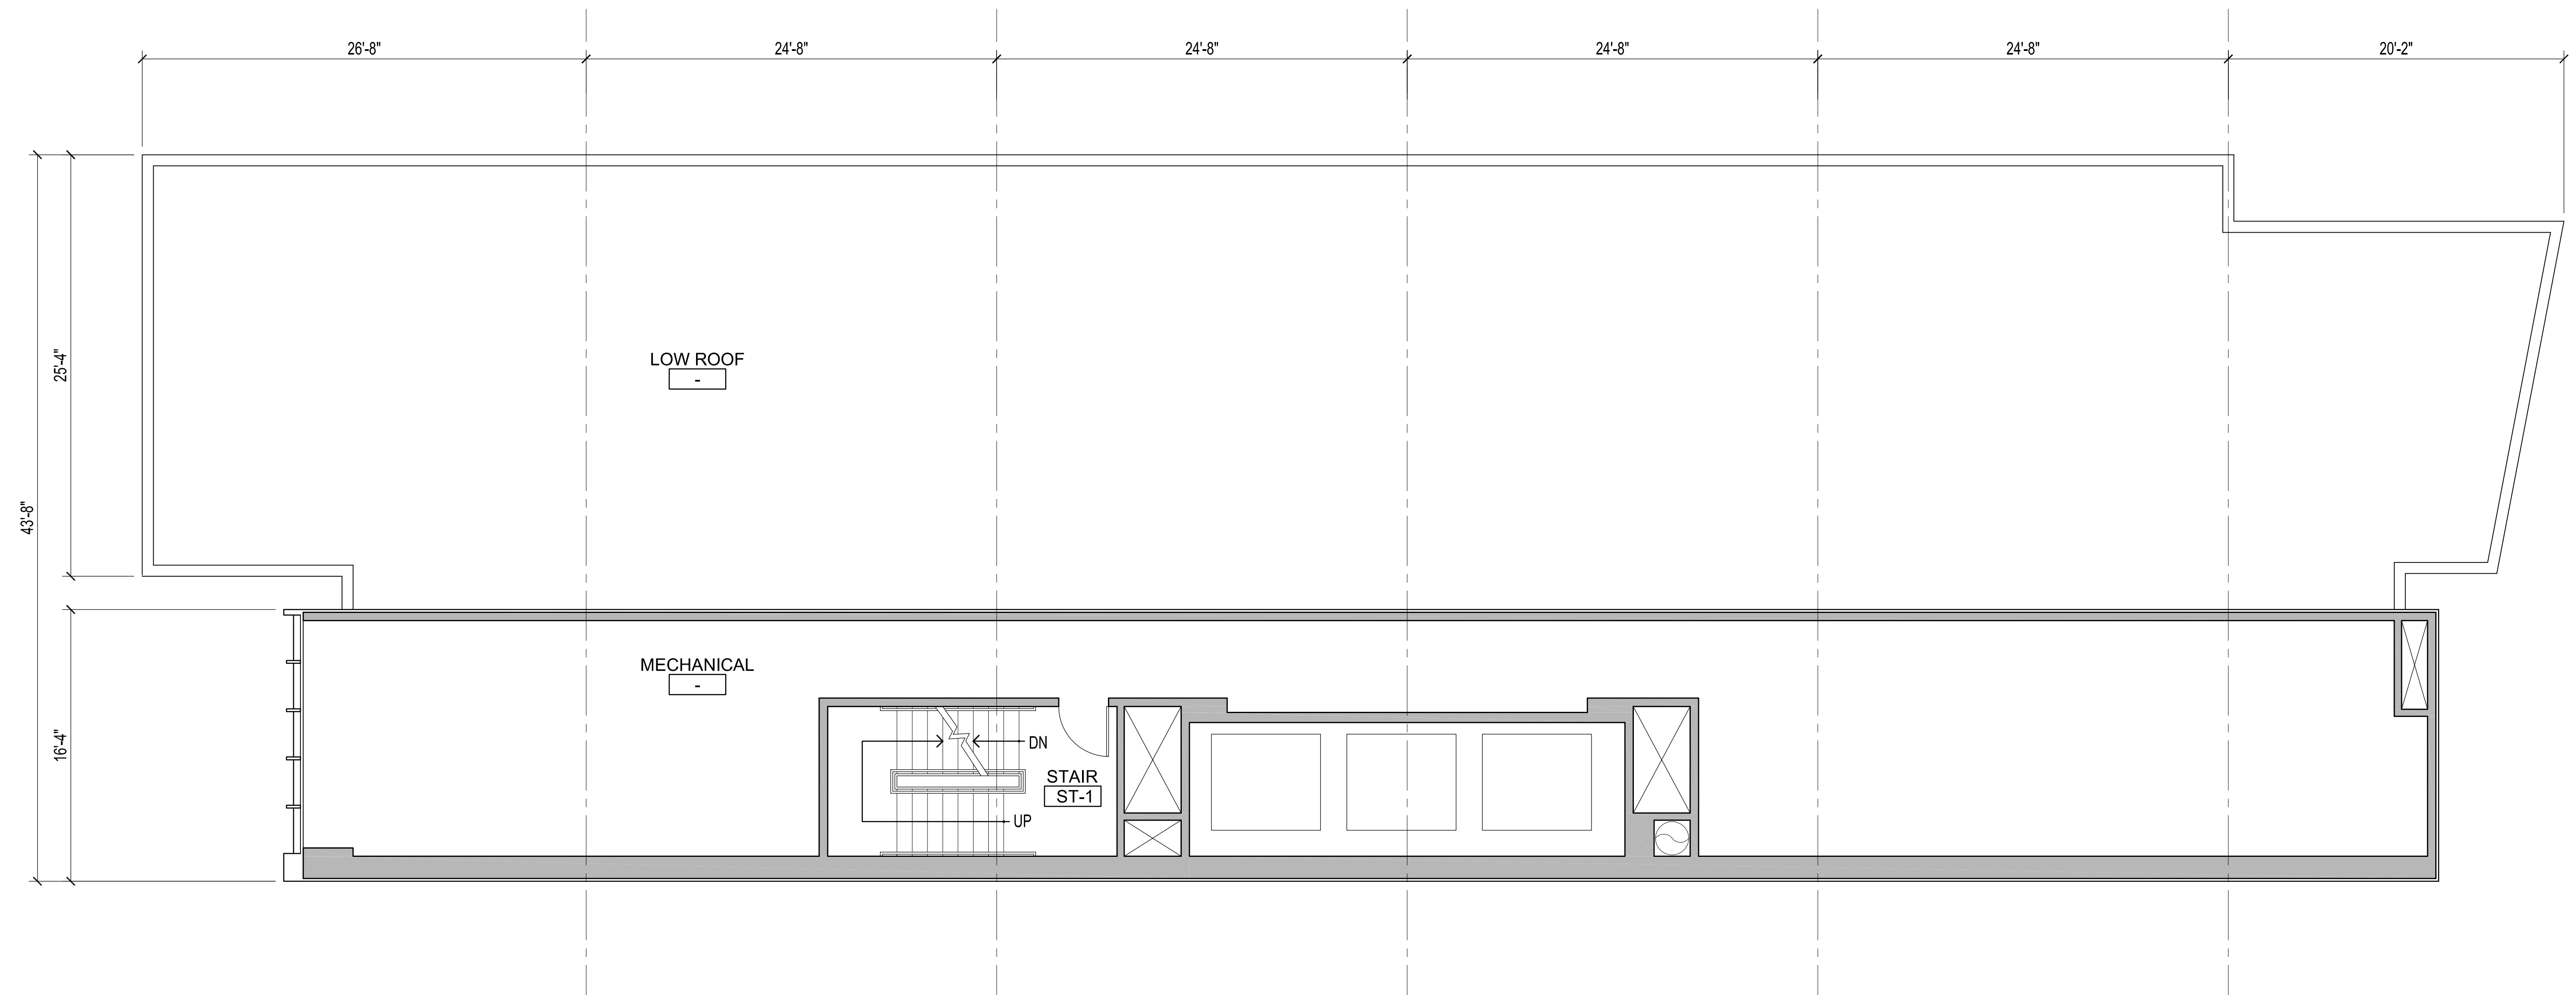 26'-8"
24'-8"
24'-8"
24'-8"
24'-8"
20'-2"
25'-4"
43'-8"
16'-4"
LOW ROOF
-
MECHANICAL
-
DN
STAIR
ST-1
UP